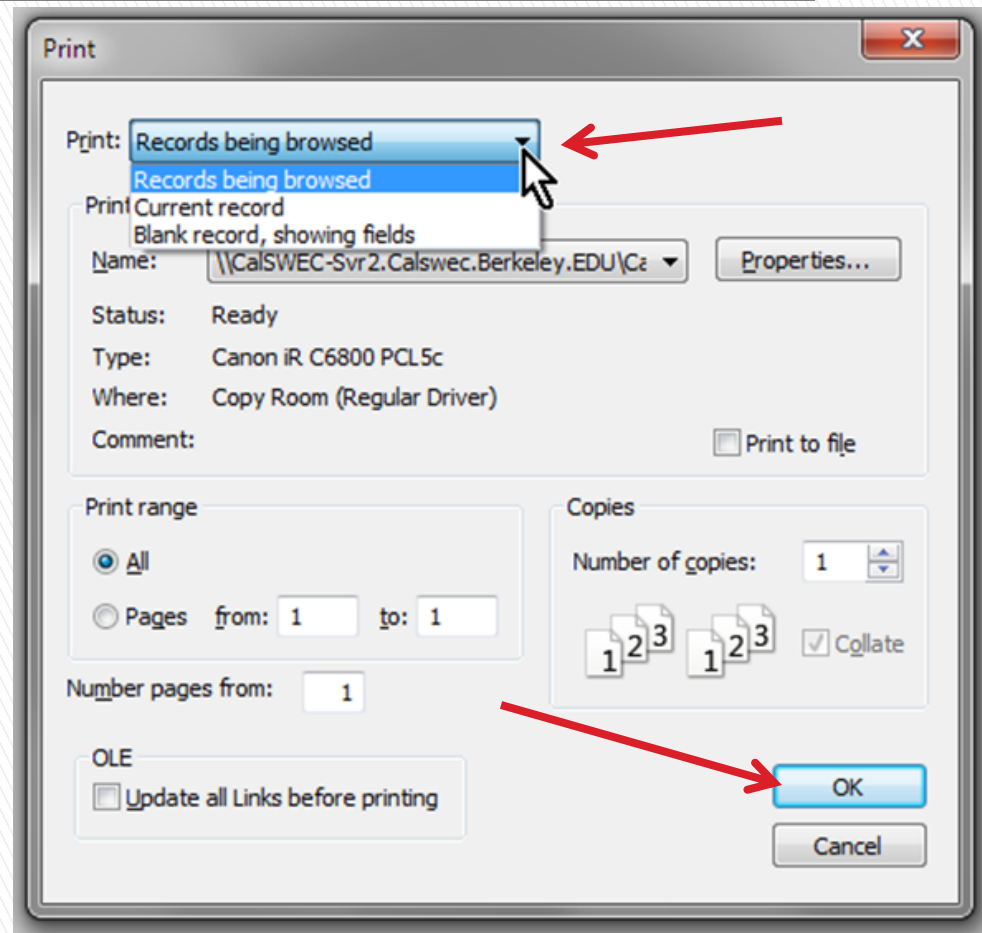 Print
Print: Records being browsed
Records being browsed
Current record
Blank record, showing fields
Print
Name: \\CalSWEC-Svr2.Calswec.Berkeley.EDU\Ca Properties...
Status: Ready
Type: Canon iR C6800 PCL5c
Where: Copy Room (Regular Driver)
Comment: Print to file
Print range
All
Pages from: 1 to: 1
Number pages from: 1
Copies
Number of copies: 1
1 2 3 1 2 3 Collate
OLE
Update all Links before printing
OK
Cancel